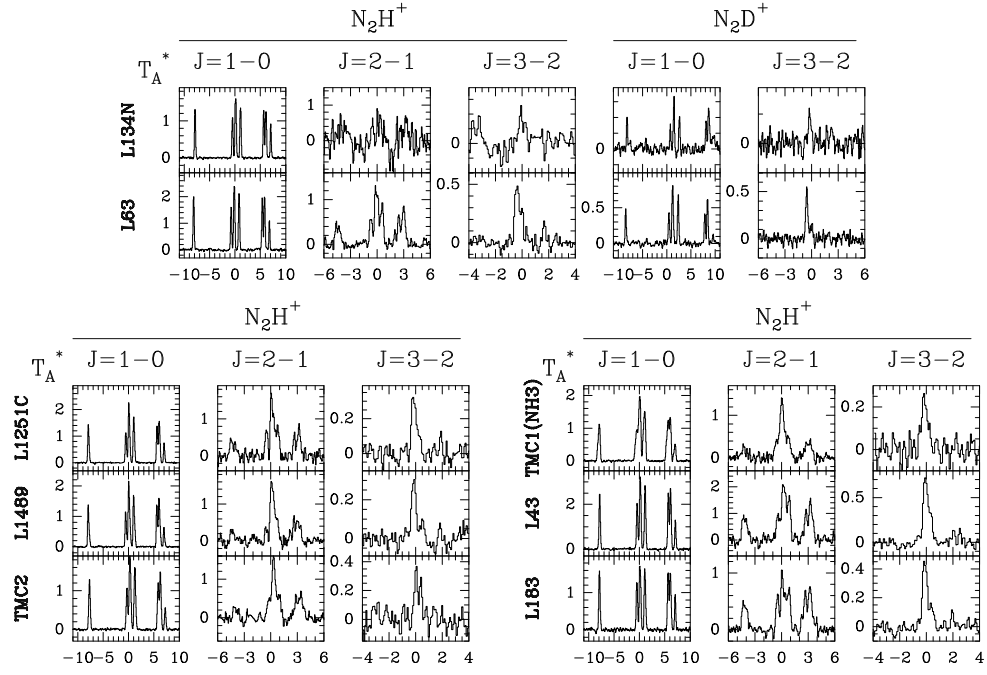 N2H+ N2D+
TA* J=1−0 J=2−1 J=3−2 J=1−0 J=3−2
L134N 1 0 1 0 0 0 0
L63 2 1 0 1 0 0.5 0 0.5 0 0
−10 −5 0 5 10 −6 −3 0 3 6 −4 −2 0 2 4 −10 −5 0 5 10 −6 −3 0 3 6
N2H+ N2H+
TA* J=1−0 J=2−1 J=3−2 TA* J=1−0 J=2−1 J=3−2
L1251C 2 1 0 1 0 0.2 0 TMC1(NH3) 2 1 0 1 0 0.2 0
L1489 2 1 0 1 0 0.2 0 L43 2 1 0 2 1 0 0.5 0
TMC2 1 0 1 0 0.4 0.2 0 L183 1 0 2 1 0 0.4 0.2 0
−10 −5 0 5 10 −6 −3 0 3 6 −4 −2 0 2 4 −10 −5 0 5 10 −6 −3 0 3 6 −4 −2 0 2 4